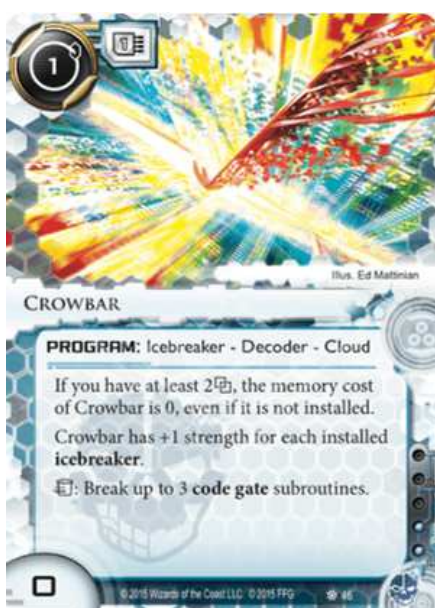 1
1
Illus. Ed Mattinian
CROWBAR
PROGRAM: Icebreaker - Decoder - Cloud
If you have at least 2, the memory cost
of Crowbar is 0, even if it is not installed.
Crowbar has +1 strength for each installed
icebreaker.
: Break up to 3 code gate subroutines.
0
© 2015 Wizards of the Coast LLC. © 2015 FFG
46